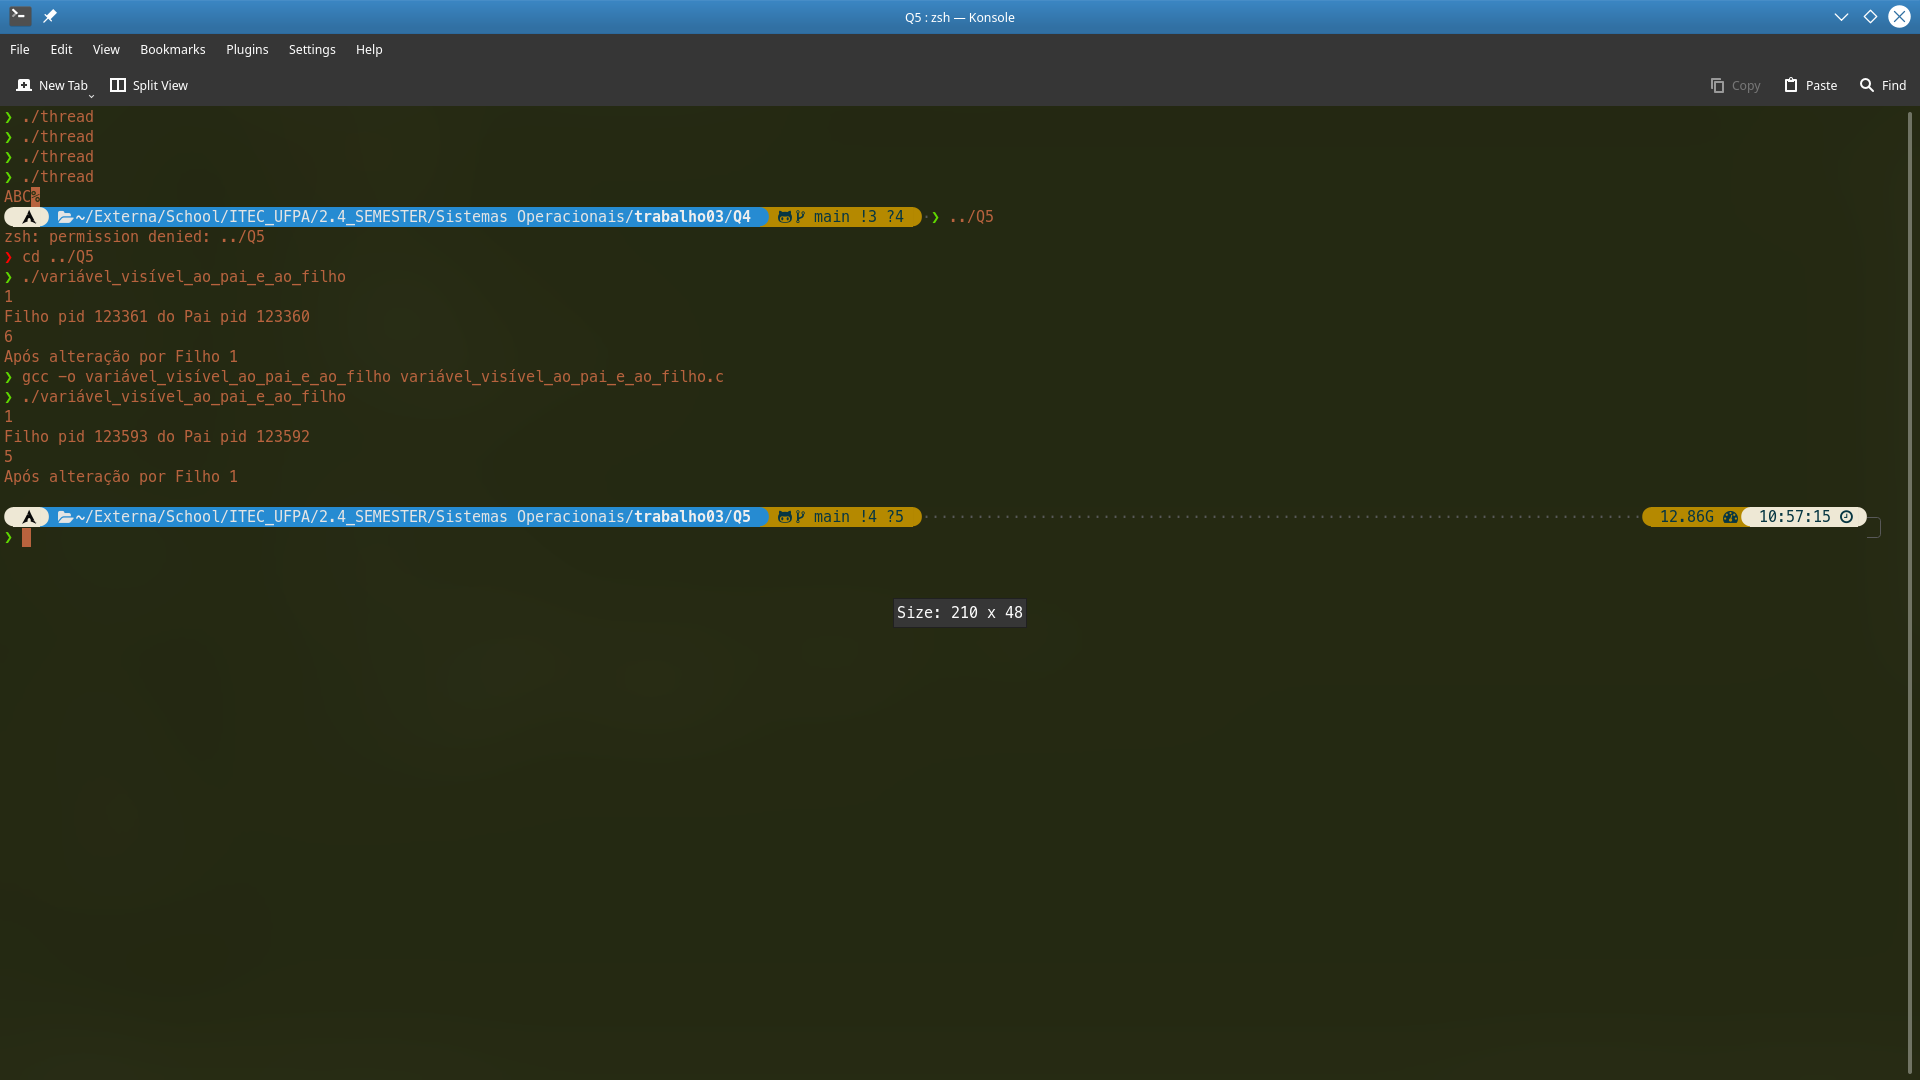 Q5 : zsh — Konsole
File Edit View Bookmarks Plugins Settings Help
New Tab Split View Copy Paste Find
❯ ./thread
❯ ./thread
❯ ./thread
❯ ./thread
ABC%
~/Externa/School/ITEC_UFPA/2.4_SEMESTER/Sistemas Operacionais/trabalho03/Q4 main !3 ?4 ❯ ../Q5
zsh: permission denied: ../Q5
❯ cd ../Q5
❯ ./variável_visível_ao_pai_e_ao_filho
1
Filho pid 123361 do Pai pid 123360
6
Após alteração por Filho 1
❯ gcc -o variável_visível_ao_pai_e_ao_filho variável_visível_ao_pai_e_ao_filho.c
❯ ./variável_visível_ao_pai_e_ao_filho
1
Filho pid 123593 do Pai pid 123592
5
Após alteração por Filho 1
~/Externa/School/ITEC_UFPA/2.4_SEMESTER/Sistemas Operacionais/trabalho03/Q5 main !4 ?5 12.86G 10:57:15
❯
Size: 210 x 48